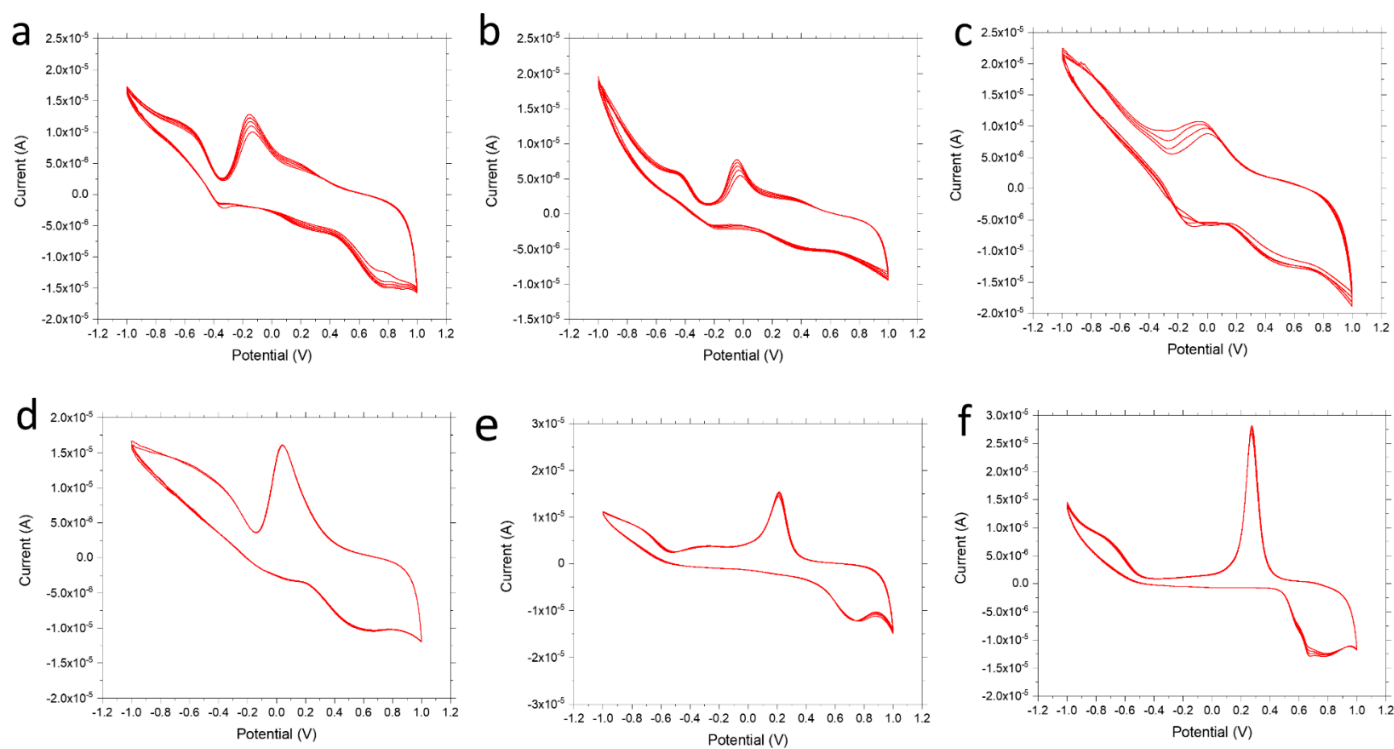 a
2.5x10⁻⁵
2.0x10⁻⁵
1.5x10⁻⁵
1.0x10⁻⁵
5.0x10⁻⁶
0.0
-5.0x10⁻⁶
-1.0x10⁻⁵
-1.5x10⁻⁵
-2.0x10⁻⁵
-1.2 -1.0 -0.8 -0.6 -0.4 -0.2 0.0 0.2 0.4 0.6 0.8 1.0 1.2
Current (A)
Potential (V)
b
2.5x10⁻⁵
2.0x10⁻⁵
1.5x10⁻⁵
1.0x10⁻⁵
5.0x10⁻⁶
0.0
-5.0x10⁻⁶
-1.0x10⁻⁵
-1.5x10⁻⁵
-1.2 -1.0 -0.8 -0.6 -0.4 -0.2 0.0 0.2 0.4 0.6 0.8 1.0 1.2
Current (A)
Potential (V)
c
2.5x10⁻⁵
2.0x10⁻⁵
1.5x10⁻⁵
1.0x10⁻⁵
5.0x10⁻⁶
0.0
-5.0x10⁻⁶
-1.0x10⁻⁵
-1.5x10⁻⁵
-2.0x10⁻⁵
-1.2 -1.0 -0.8 -0.6 -0.4 -0.2 0.0 0.2 0.4 0.6 0.8 1.0 1.2
Current (A)
Potential (V)
d
2.0x10⁻⁵
1.5x10⁻⁵
1.0x10⁻⁵
5.0x10⁻⁶
0.0
-5.0x10⁻⁶
-1.0x10⁻⁵
-1.5x10⁻⁵
-2.0x10⁻⁵
-1.2 -1.0 -0.8 -0.6 -0.4 -0.2 0.0 0.2 0.4 0.6 0.8 1.0 1.2
Current (A)
Potential (V)
e
3x10⁻⁵
2x10⁻⁵
1x10⁻⁵
0
-1x10⁻⁵
-2x10⁻⁵
-3x10⁻⁵
-1.2 -1.0 -0.8 -0.6 -0.4 -0.2 0.0 0.2 0.4 0.6 0.8 1.0 1.2
Current (A)
Potential (V)
f
3.0x10⁻⁵
2.5x10⁻⁵
2.0x10⁻⁵
1.5x10⁻⁵
1.0x10⁻⁵
5.0x10⁻⁶
0.0
-5.0x10⁻⁶
-1.0x10⁻⁵
-1.5x10⁻⁵
-2.0x10⁻⁵
-1.2 -1.0 -0.8 -0.6 -0.4 -0.2 0.0 0.2 0.4 0.6 0.8 1.0 1.2
Current (A)
Potential (V)